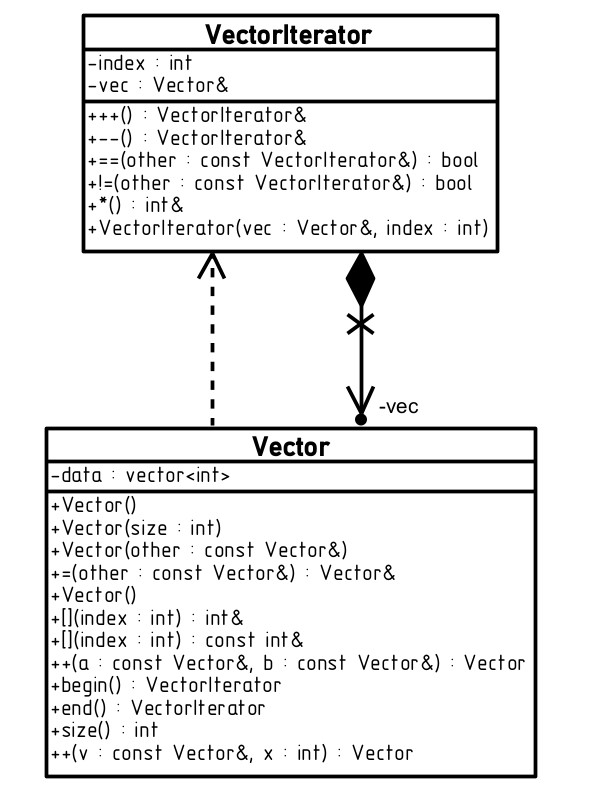 VectorIterator
-index : int
-vec : Vector&
+++() : VectorIterator&
+--() : VectorIterator&
+==(other : const VectorIterator&) : bool
+!=(other : const VectorIterator&) : bool
+*() : int&
+VectorIterator(vec : Vector&, index : int)
-vec
Vector
-data : vector<int>
+Vector()
+Vector(size : int)
+Vector(other : const Vector&)
+=(other : const Vector&) : Vector&
+Vector()
+[](index : int) : int&
+[](index : int) : const int&
++(a : const Vector&, b : const Vector&) : Vector
+begin() : VectorIterator
+end() : VectorIterator
+size() : int
++(v : const Vector&, x : int) : Vector